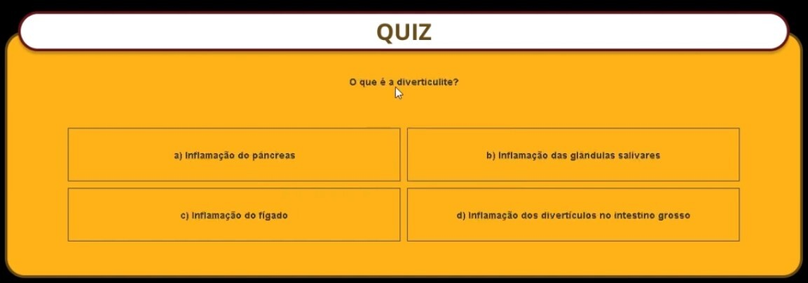 QUIZ
O que é a diverticulite?
a) Inflamação do pâncreas
b) Inflamação das glândulas salivares
c) Inflamação do fígado
d) Inflamação dos divertículos no intestino grosso